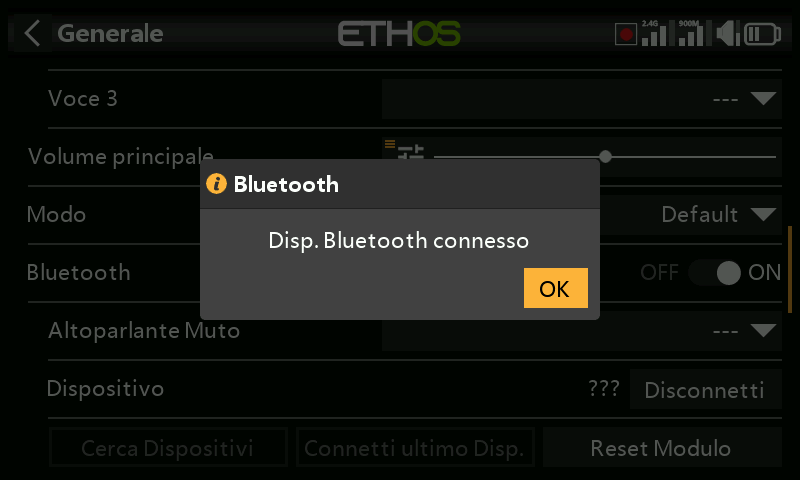 Generale
ETHOS
2.4G
900M
Voce 3
---
Volume principale
Bluetooth
Modo
Default
Disp. Bluetooth connesso
Bluetooth
OFF
ON
OK
Altoparlante Muto
---
Dispositivo
???
Disconnetti
Cerca Dispositivi
Connetti ultimo Disp.
Reset Modulo